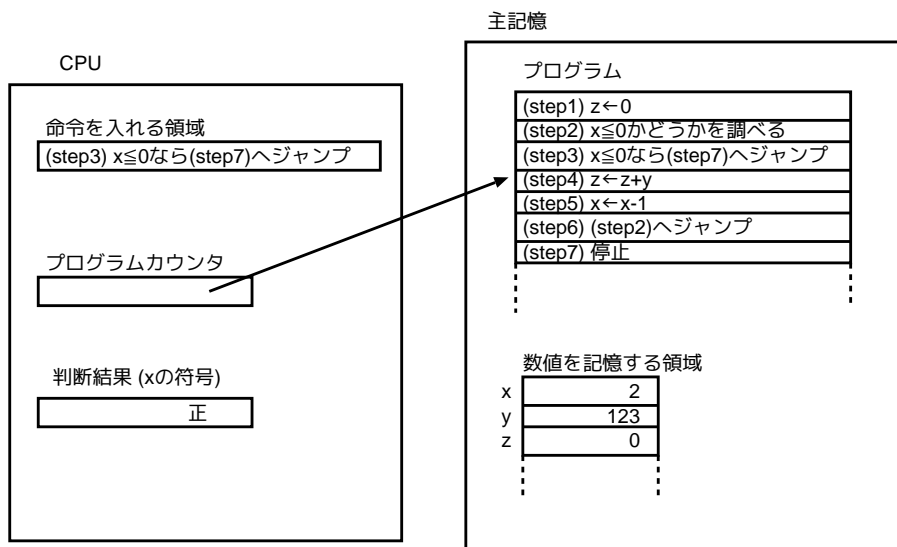 CPU
命令を入れる領域
(step3) x≦0なら(step7)へジャンプ
プログラムカウンタ
判断結果 (xの符号)
正
主記憶
プログラム
(step1) z←0
(step2) x≦0かどうかを調べる
(step3) x≦0なら(step7)へジャンプ
(step4) z←z+y
(step5) x←x-1
(step6) (step2)へジャンプ
(step7) 停止
数値を記憶する領域
x 2
y 123
z 0